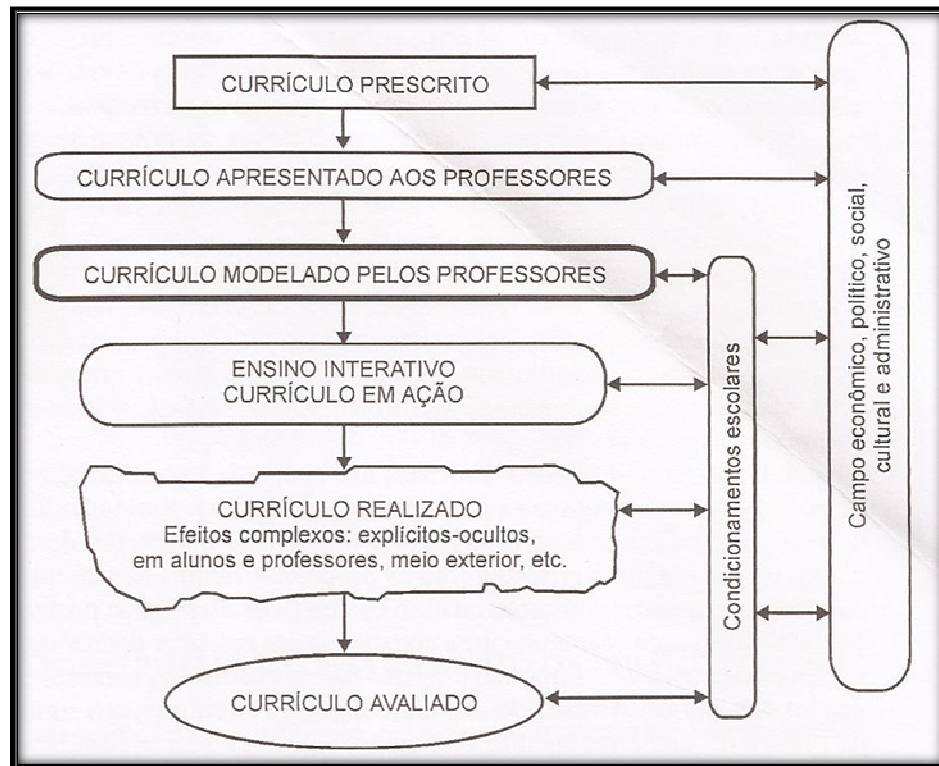 CURRÍCULO PRESCRITO
CURRÍCULO APRESENTADO AOS PROFESSORES
CURRÍCULO MODELADO PELOS PROFESSORES
ENSINO INTERATIVO
CURRÍCULO EM AÇÃO
CURRÍCULO REALIZADO
Efeitos complexos: explícitos-ocultos,
em alunos e professores, meio exterior, etc.
CURRÍCULO AVALIADO
Condicionamentos escolares
Campo econômico, político, social,
cultural e administrativo